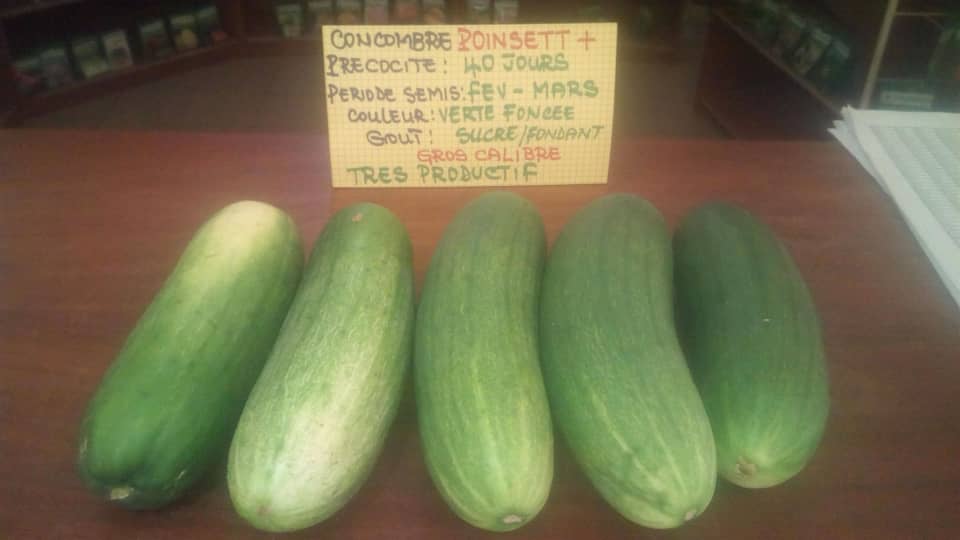 CONCOMBRE POINSETT +
PRECOCITE : 40 JOURS
PERIODE SEMIS: FEV - MARS
COULEUR : VERTE FONCEE
GOUT : SUCRE/FONDANT
GROS CALIBRE
TRES PRODUCTIF